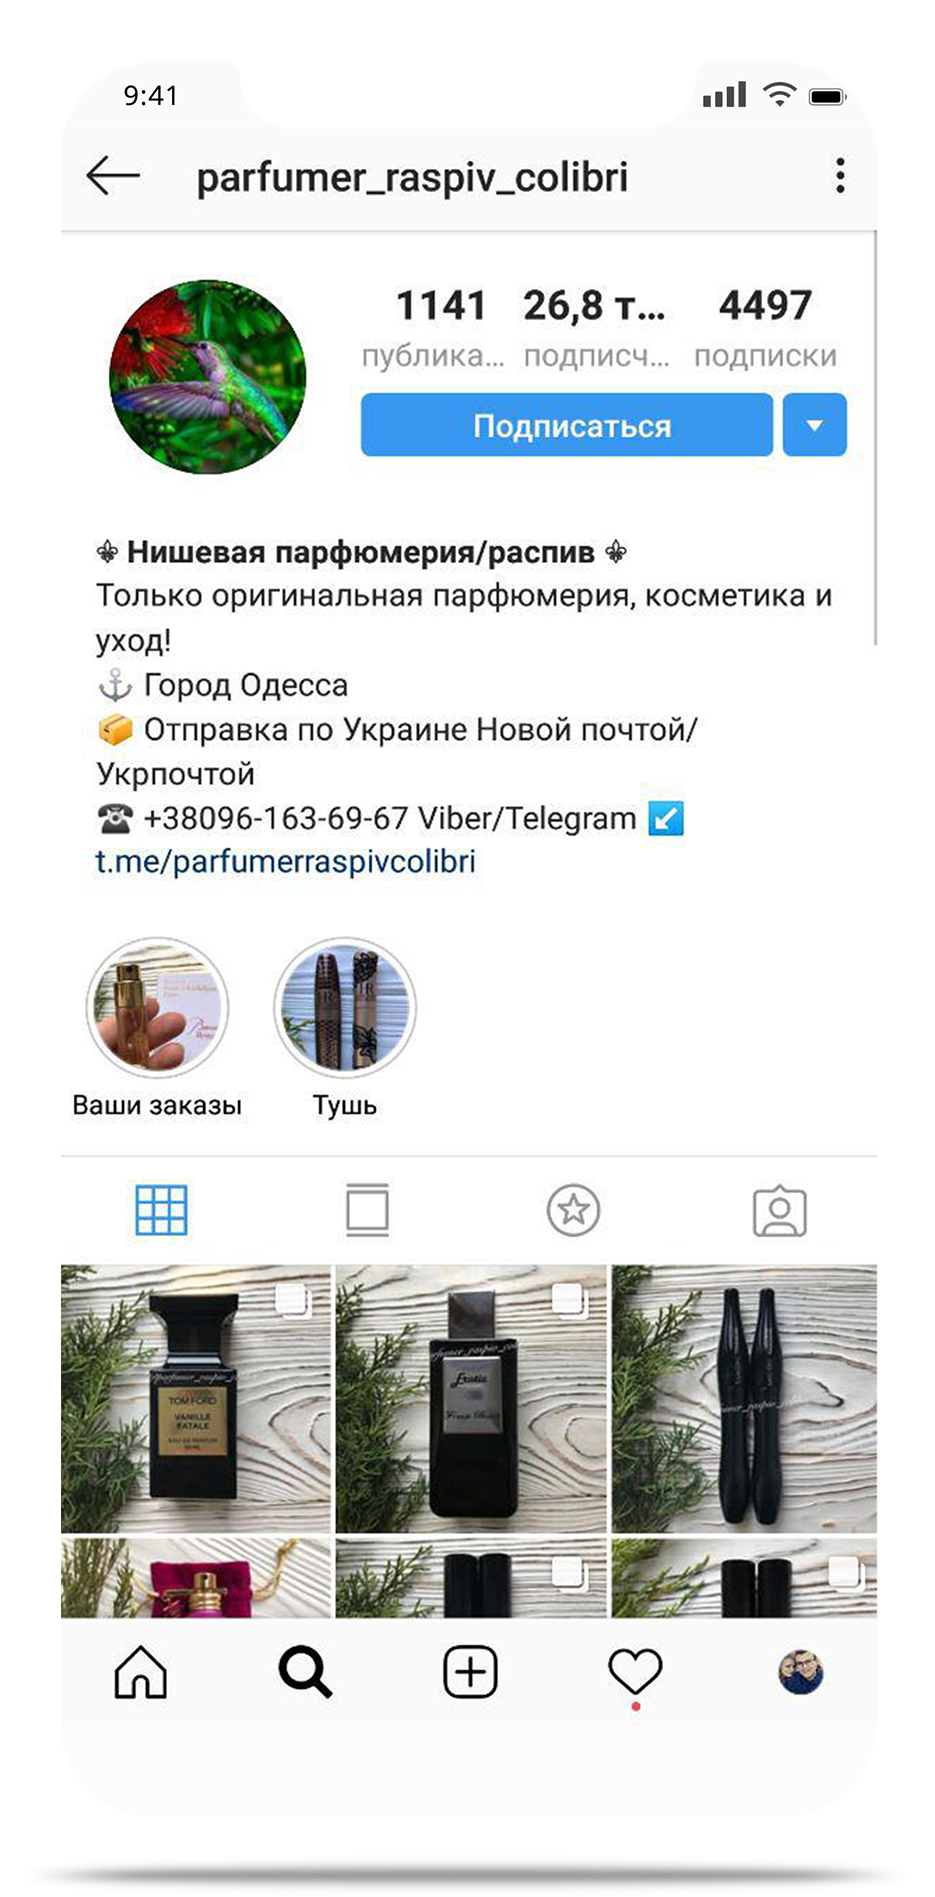 9:41
parfumer_raspiv_colibri
1141 26,8 т... 4497
публика... подписч... подписки
Подписаться
⚜ Нишевая парфюмерия/распив ⚜
Только оригинальная парфюмерия, косметика и
уход!
⚓ Город Одесса
📦 Отправка по Украине Новой почтой/
Укрпочтой
☎ +38096-163-69-67 Viber/Telegram ↙
t.me/parfumerraspivcolibri
Ваши заказы Тушь
TOM FORD
VANILLE
FATALE
EAU DE PARFUM